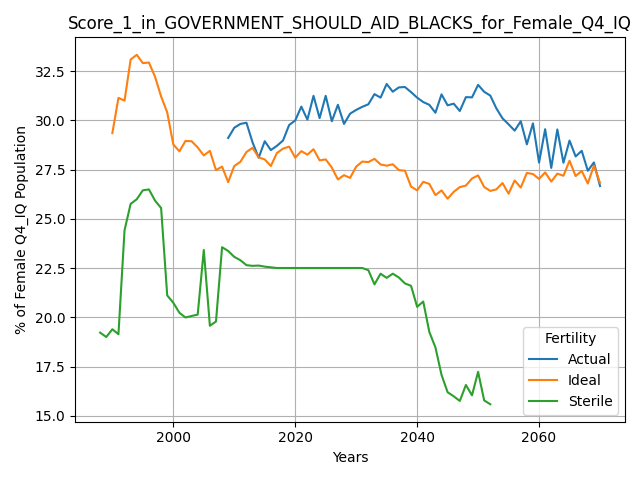 Score_1_in_GOVERNMENT_SHOULD_AID_BLACKS_for_Female_Q4_IQ
% of Female Q4_IQ Population
32.5
30.0
27.5
25.0
22.5
20.0
17.5
15.0
Fertility
Actual
Ideal
Sterile
2000
2020
2040
2060
Years